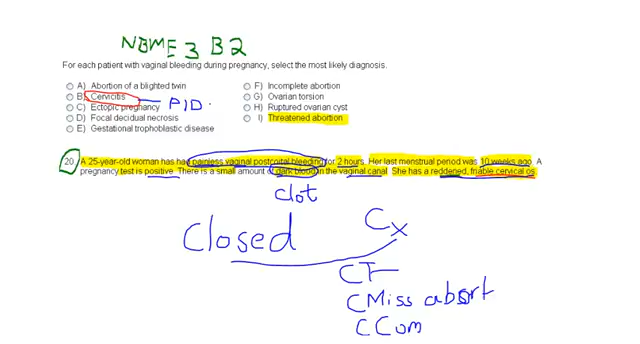 NBME 3 B2
For each patient with vaginal bleeding during pregnancy, select the most likely diagnosis.
A) Abortion of a blighted twin
B) Cervicitis
PID
C) Ectopic pregnancy
D) Focal decidual necrosis
E) Gestational trophoblastic disease
F) Incomplete abortion
G) Ovarian torsion
H) Ruptured ovarian cyst
I) Threatened abortion
20. A 25-year-old woman has had painless vaginal postcoital bleeding for 2 hours. Her last menstrual period was 10 weeks ago. A
pregnancy test is positive. There is a small amount of dark blood in the vaginal canal. She has a reddened, friable cervical os.
clot
Closed Cx
CT
C Miss abort
C Com